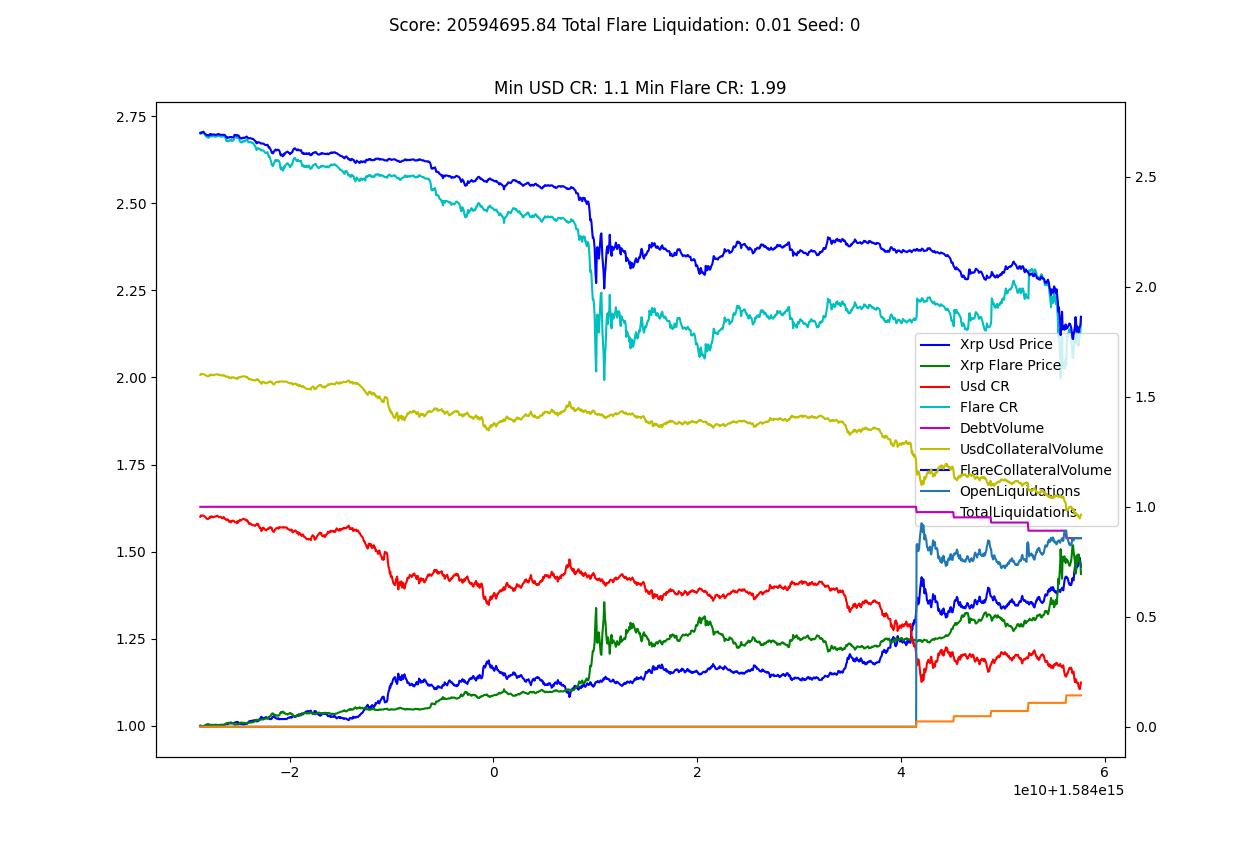 Score: 20594695.84 Total Flare Liquidation: 0.01 Seed: 0
Min USD CR: 1.1 Min Flare CR: 1.99
2.75
2.50
2.25
2.00
1.75
1.50
1.25
1.00
2.5
2.0
1.5
1.0
0.5
0.0
Xrp Usd Price
Xrp Flare Price
Usd CR
Flare CR
DebtVolume
UsdCollateralVolume
FlareCollateralVolume
OpenLiquidations
TotalLiquidations
−2 0 2 4 6
1e10+1.584e15